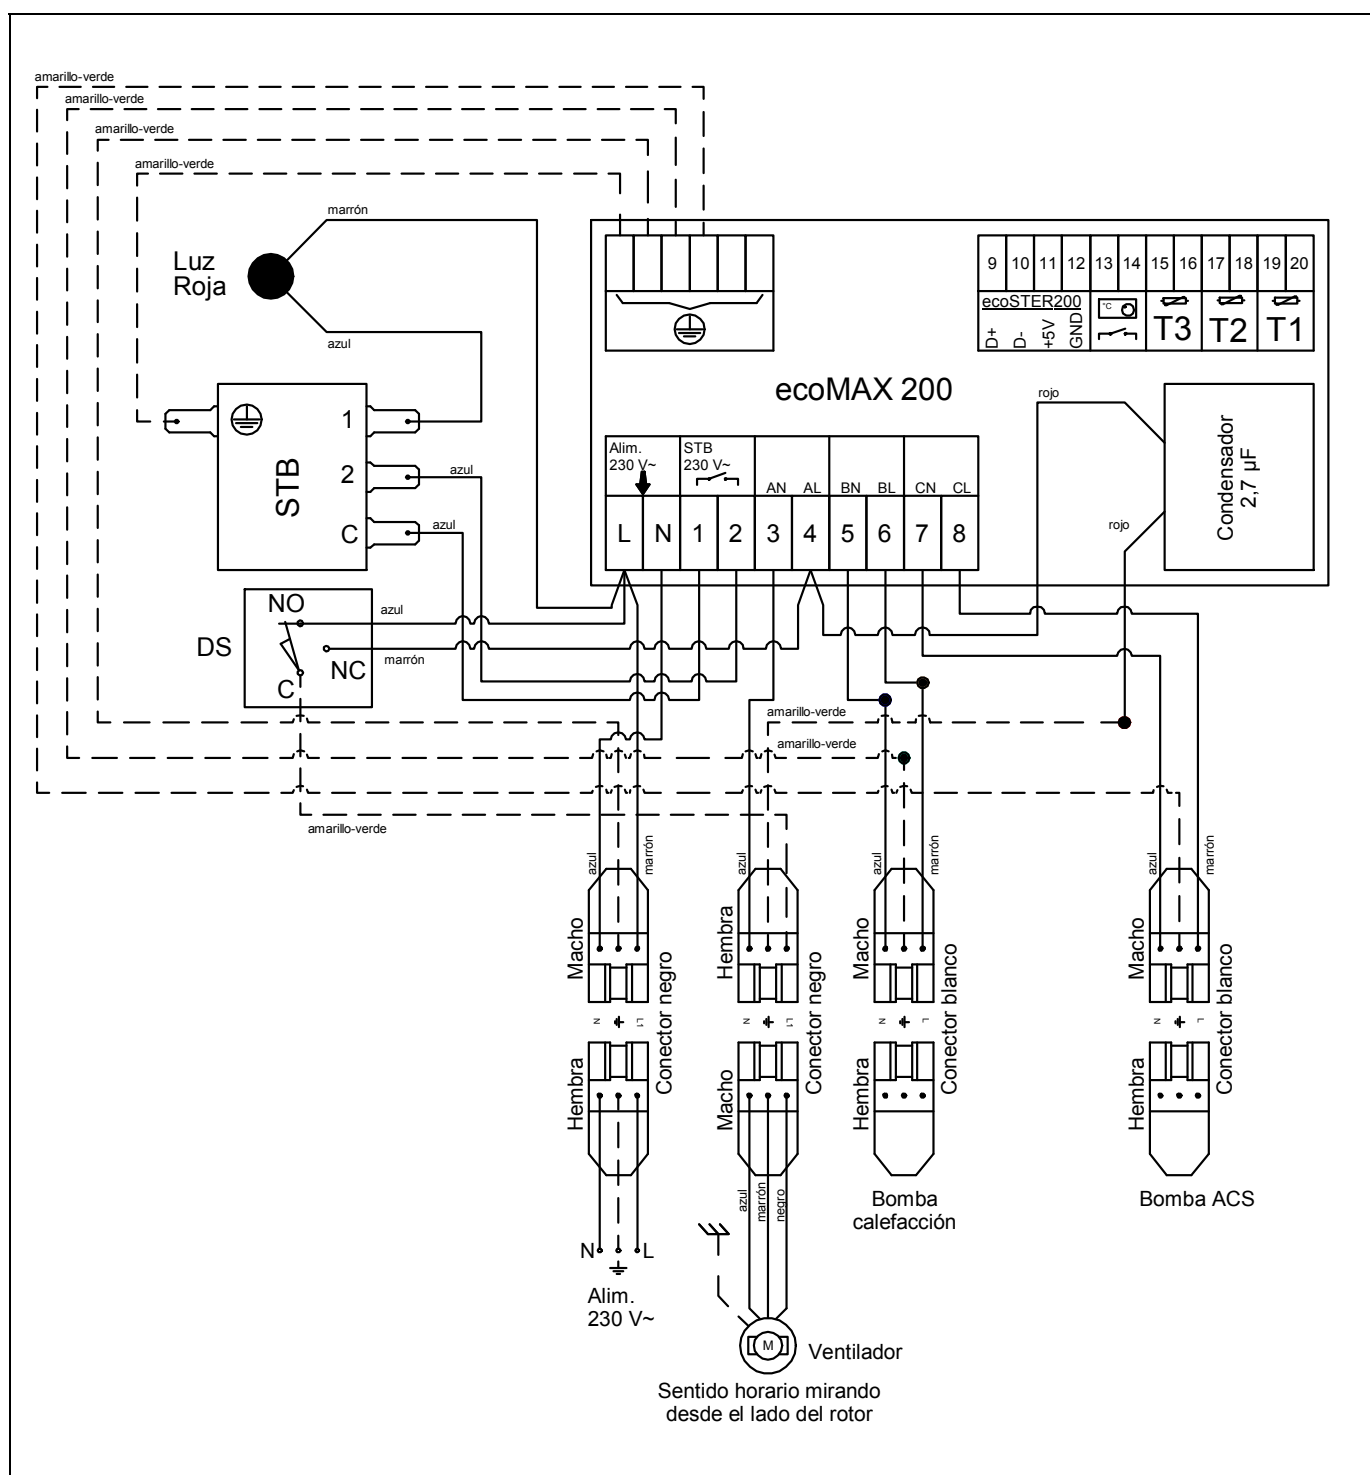 amarillo-verde
amarillo-verde
amarillo-verde
amarillo-verde
marrón
Luz
Roja
azul
9 10 11 12 13 14 15 16 17 18 19 20
ecoSTER200
D+ D- +5V GND
°C
T3 T2 T1
ecoMAX 200
rojo
Condensador
2,7 µF
rojo
STB
1
2
C
azul
azul
Alim.
230 V~
STB
230 V~
AN AL BN BL CN CL
L N 1 2 3 4 5 6 7 8
DS
NO
NC
C
azul
marrón
amarillo-verde
amarillo-verde
amarillo-verde
azul marrón
azul
azul marrón
azul marrón
Macho
Conector negro
Hembra
Hembra
Conector negro
Macho
Macho
Conector blanco
Hembra
Macho
Conector blanco
Hembra
N L1
N L1
N L
N L
azul marrón negro
Bomba
calefacción
Bomba ACS
N L
Alim.
230 V~
M
Ventilador
Sentido horario mirando
desde el lado del rotor